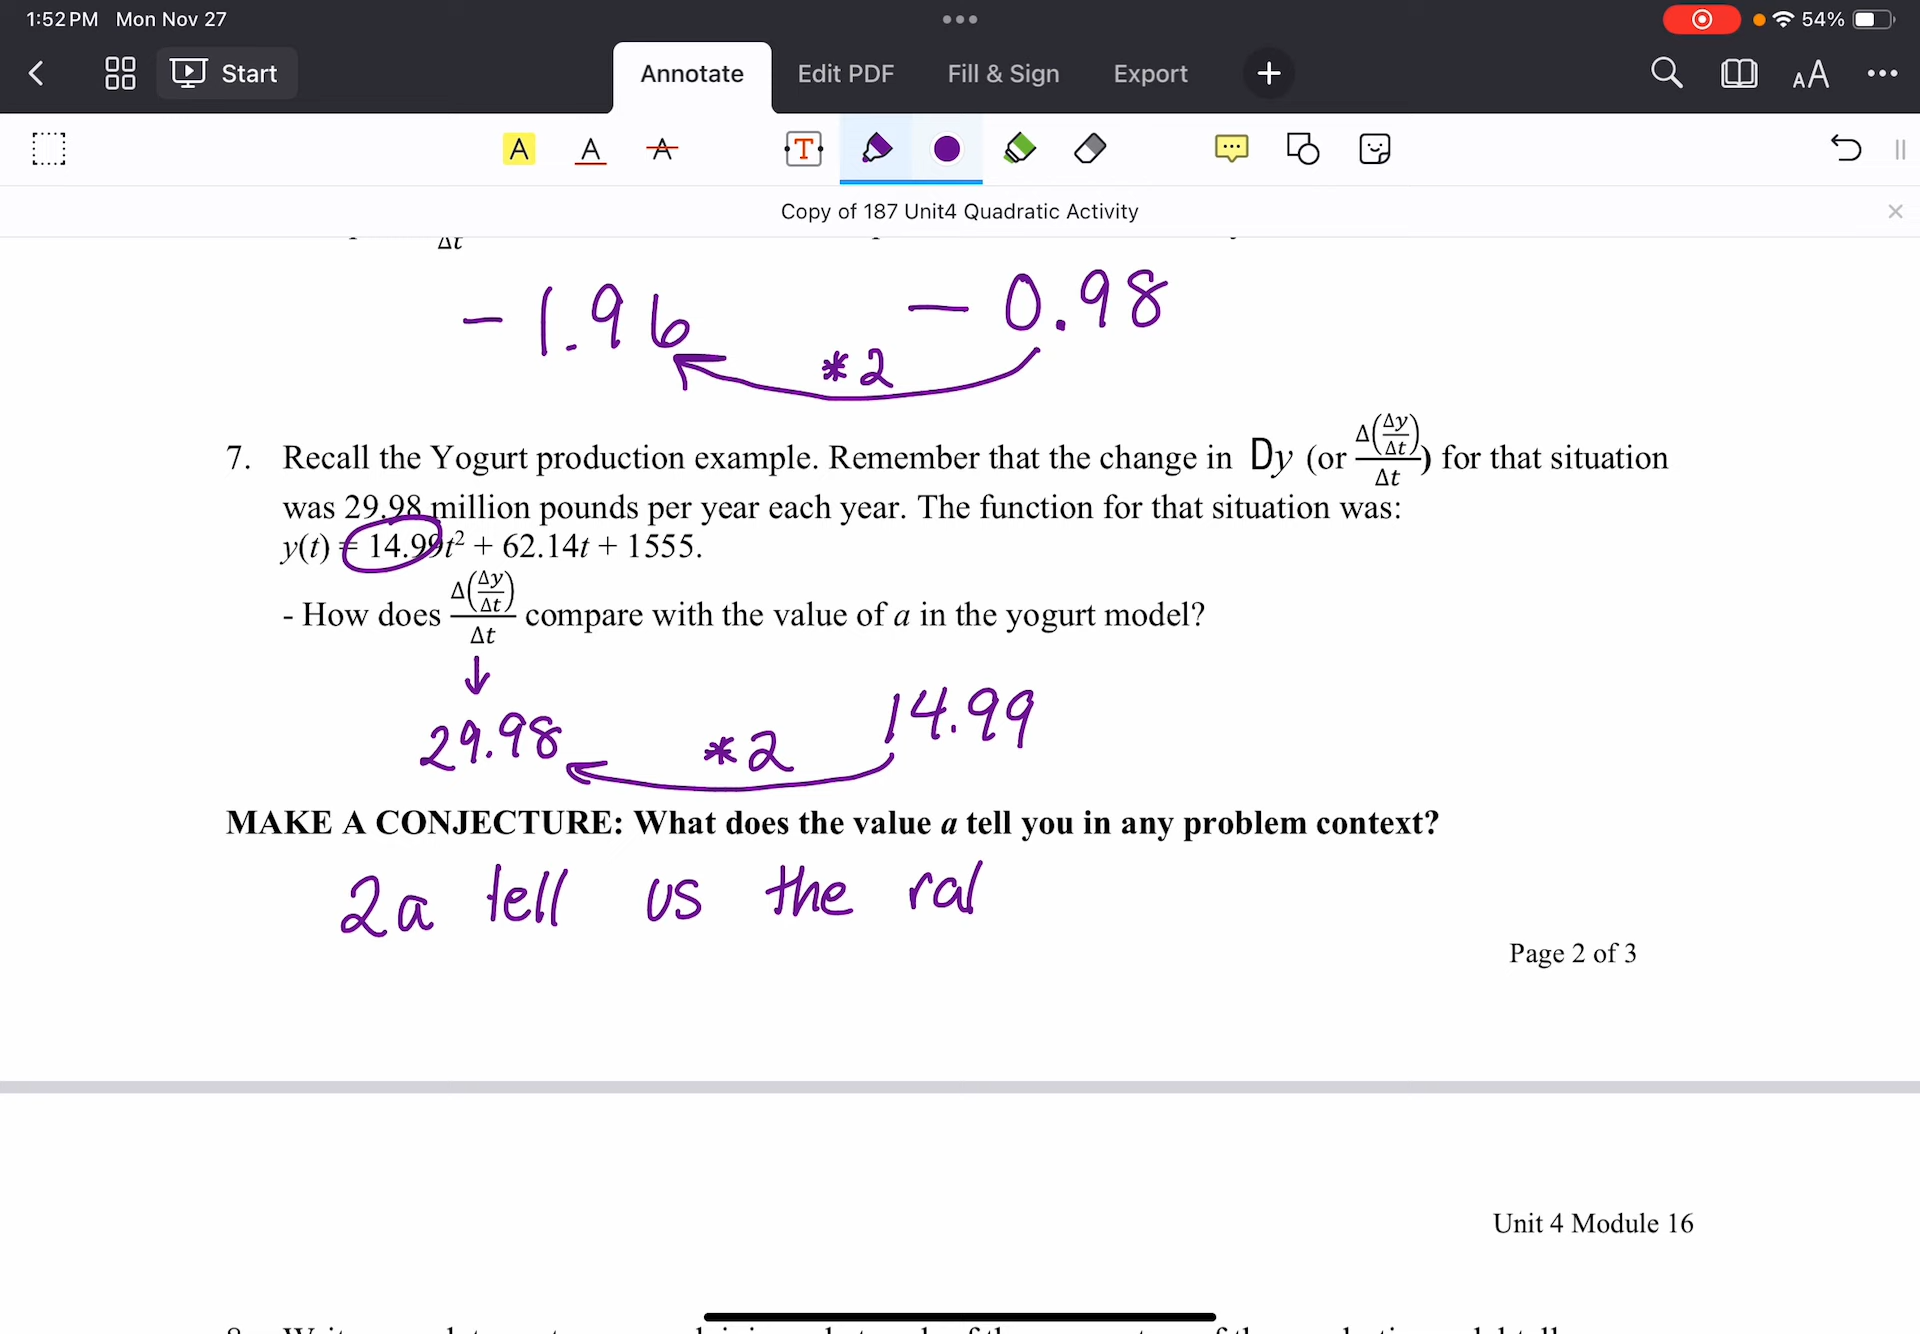 1:52 PM Mon Nov 27
54%
Start
Annotate
Edit PDF
Fill & Sign
Export
AA
A A A T
Copy of 187 Unit4 Quadratic Activity
Δt
- 1.96 - 0.98
*2
7. Recall the Yogurt production example. Remember that the change in Dy (or Δ(Δy/Δt)/Δt) for that situation
was 29.98 million pounds per year each year. The function for that situation was:
y(t) = 14.99t² + 62.14t + 1555.
- How does Δ(Δy/Δt)/Δt compare with the value of a in the yogurt model?
↓
29.98 *2 14.99
MAKE A CONJECTURE: What does the value a tell you in any problem context?
2a tell us the rat
Page 2 of 3
Unit 4 Module 16